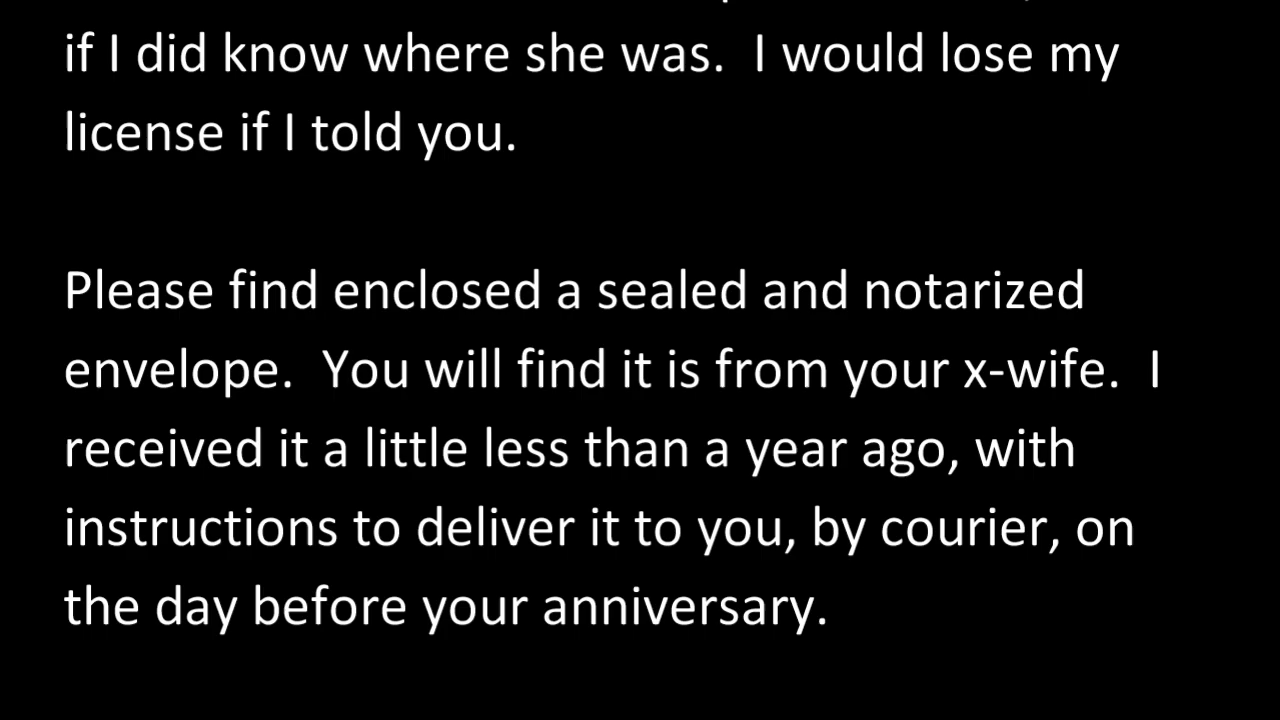 if I did know where she was.  I would lose my
license if I told you.
Please find enclosed a sealed and notarized
envelope.  You will find it is from your x-wife.  I
received it a little less than a year ago, with
instructions to deliver it to you, by courier, on
the day before your anniversary.